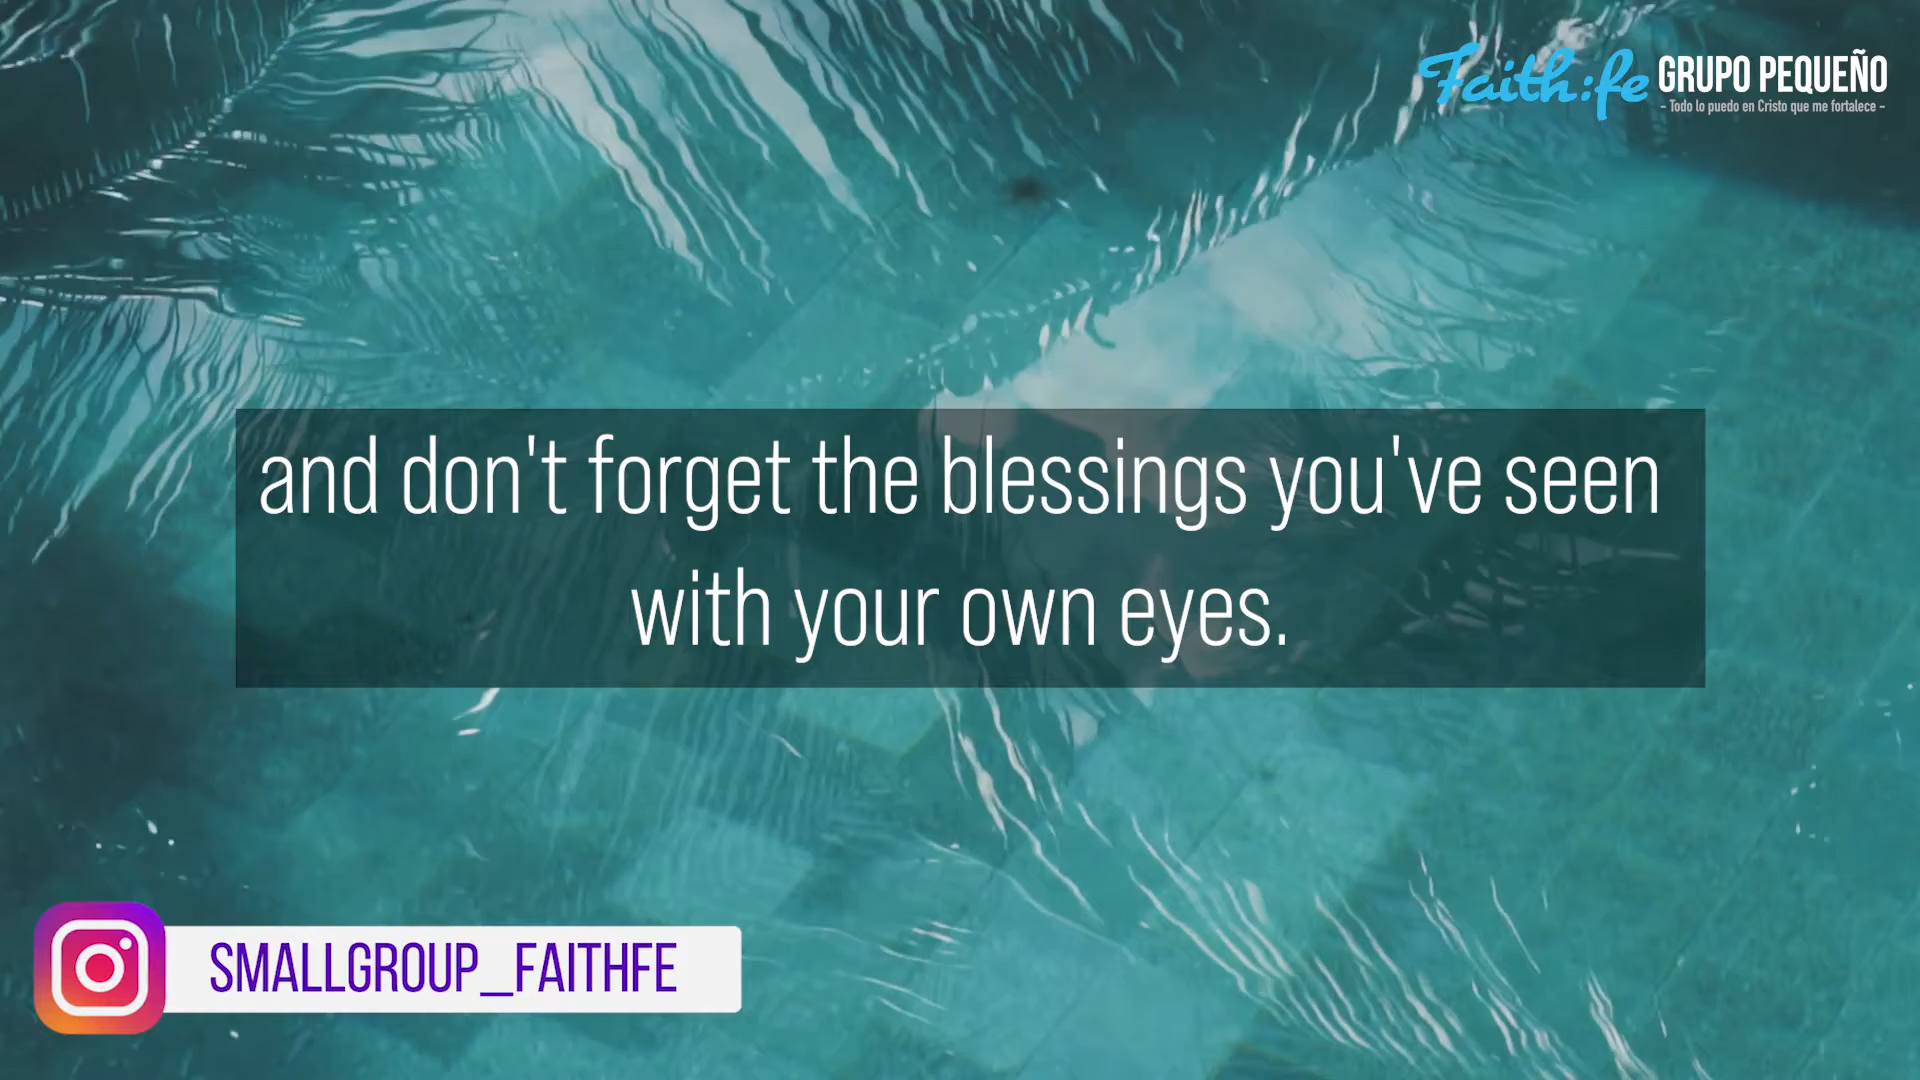 Faith:fe GRUPO PEQUEÑO
- Todo lo puedo en Cristo que me fortalece -
and don't forget the blessings you've seen
with your own eyes.
SMALLGROUP_FAITHFE